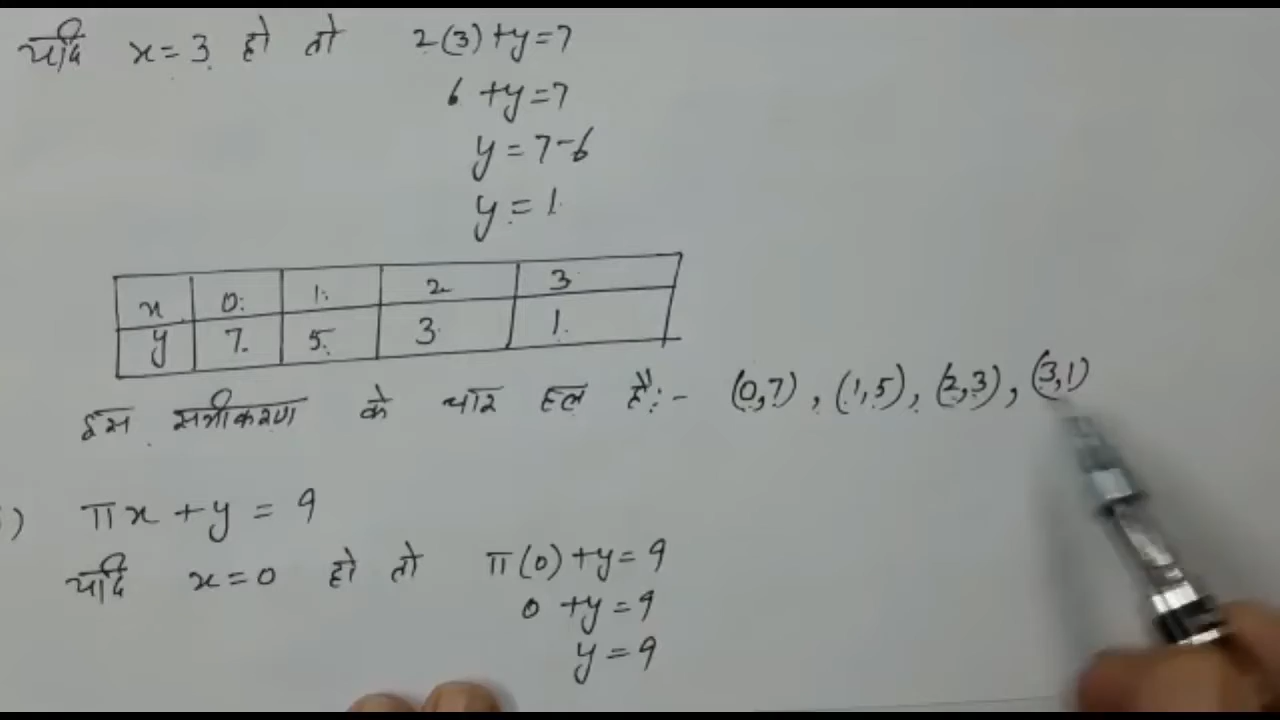 यदि x = 3 हो तो 2(3) + y = 7
6 + y = 7
y = 7 - 6
y = 1
x 0 1 2 3
y 7 5 3 1
इस समीकरण के चार हल हैं :- (0,7), (1,5), (2,3), (3,1)
) πx + y = 9
यदि x = 0 हो तो π(0) + y = 9
0 + y = 9
y = 9